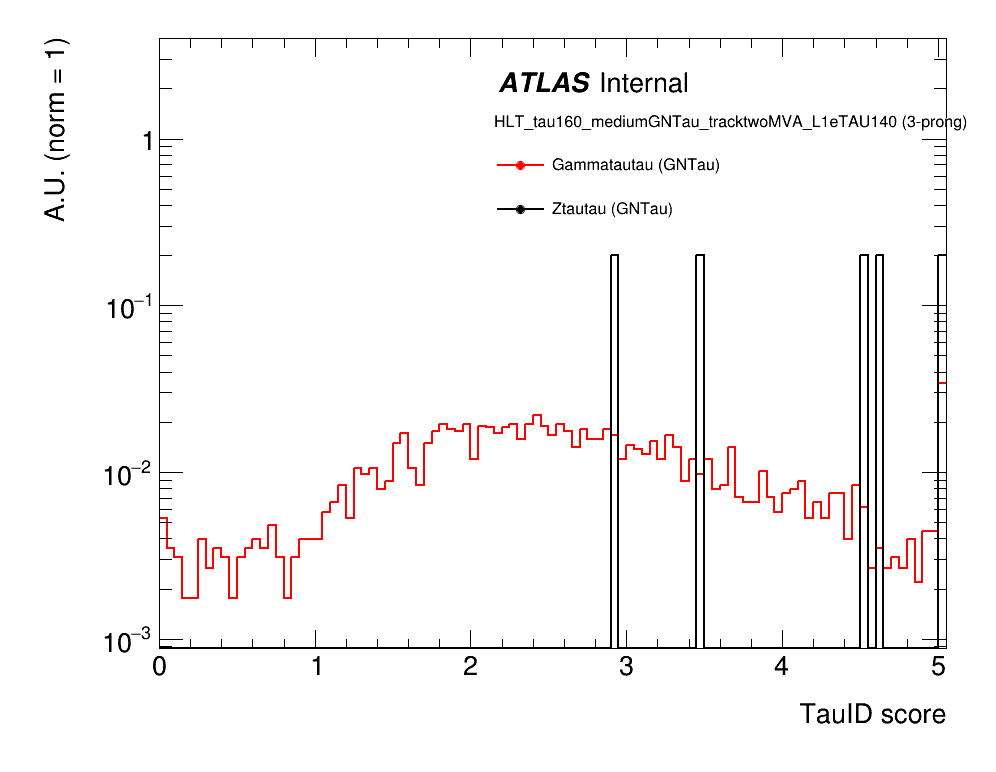 A.U. (norm = 1)
ATLAS Internal
HLT_tau160_mediumGNTau_tracktwoMVA_L1eTAU140 (3-prong)
Gammatautau (GNTau)
Ztautau (GNTau)
1
10⁻¹
10⁻²
10⁻³
0 1 2 3 4 5
TauID score